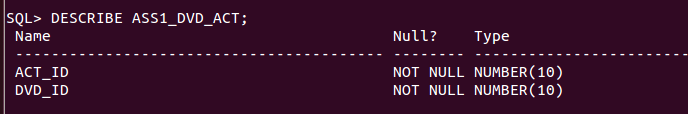 SQL> DESCRIBE ASS1_DVD_ACT;
Name                                      Null?    Type
----------------------------------------- -------- ------------------------
ACT_ID                                    NOT NULL NUMBER(10)
DVD_ID                                    NOT NULL NUMBER(10)